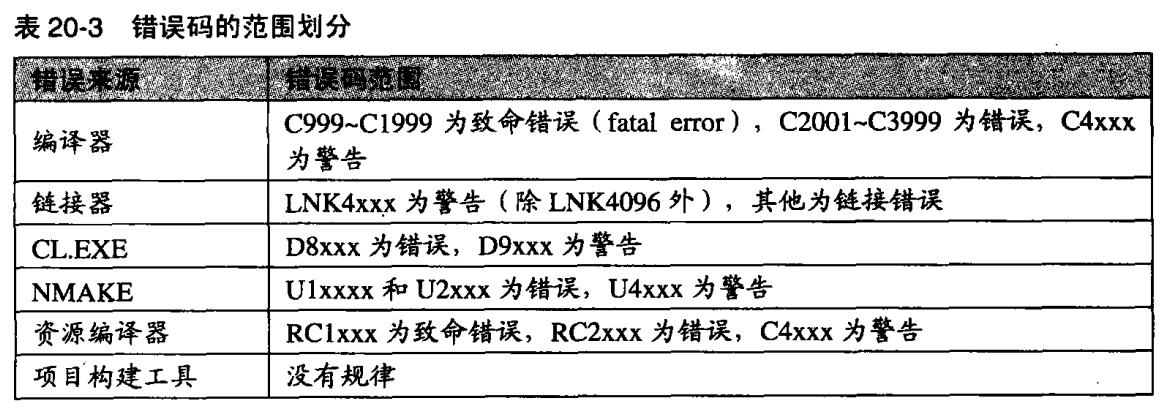 表 20-3 错误码的范围划分
错误来源 错误码范围
编译器 C999~C1999 为致命错误（fatal error），C2001~C3999 为错误，C4xxx
为警告
链接器 LNK4xxx 为警告（除 LNK4096 外），其他为链接错误
CL.EXE D8xxx 为错误，D9xxx 为警告
NMAKE U1xxxx 和 U2xxx 为错误，U4xxx 为警告
资源编译器 RC1xxx 为致命错误，RC2xxx 为错误，C4xxx 为警告
项目构建工具 没有规律